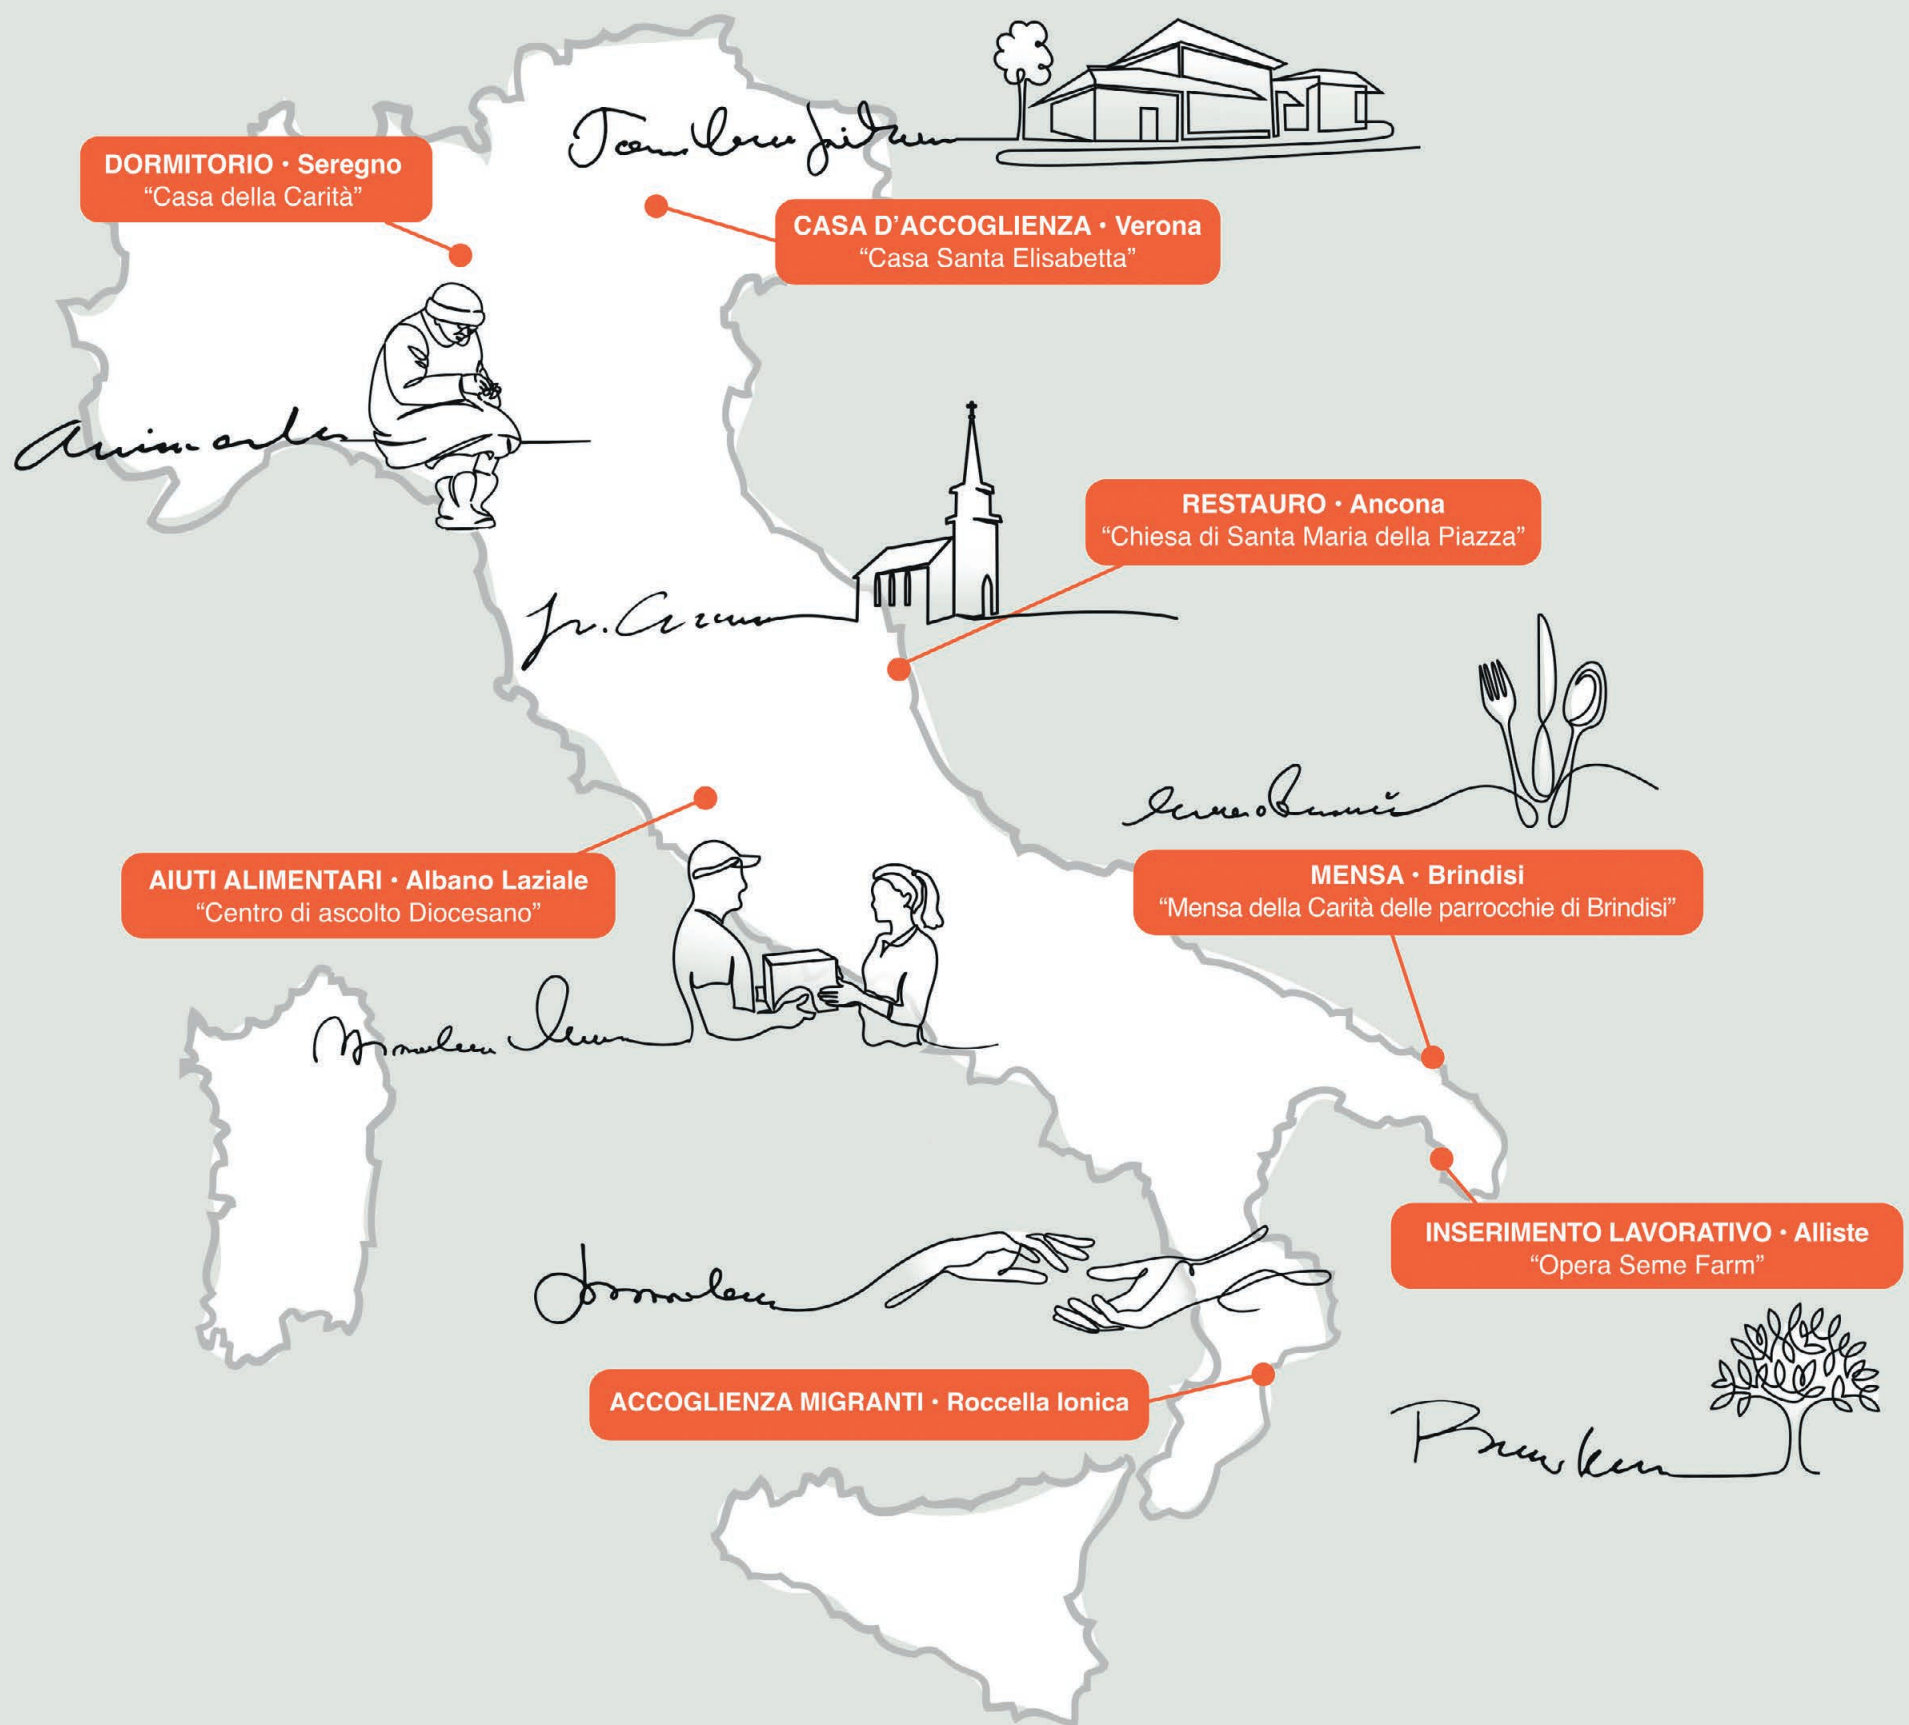 DORMITORIO • Seregno
“Casa della Carità”
CASA D’ACCOGLIENZA • Verona
“Casa Santa Elisabetta”
RESTAURO • Ancona
“Chiesa di Santa Maria della Piazza”
AIUTI ALIMENTARI • Albano Laziale
“Centro di ascolto Diocesano”
MENSA • Brindisi
“Mensa della Carità delle parrocchie di Brindisi”
INSERIMENTO LAVORATIVO • Alliste
“Opera Seme Farm”
ACCOGLIENZA MIGRANTI • Roccella Ionica